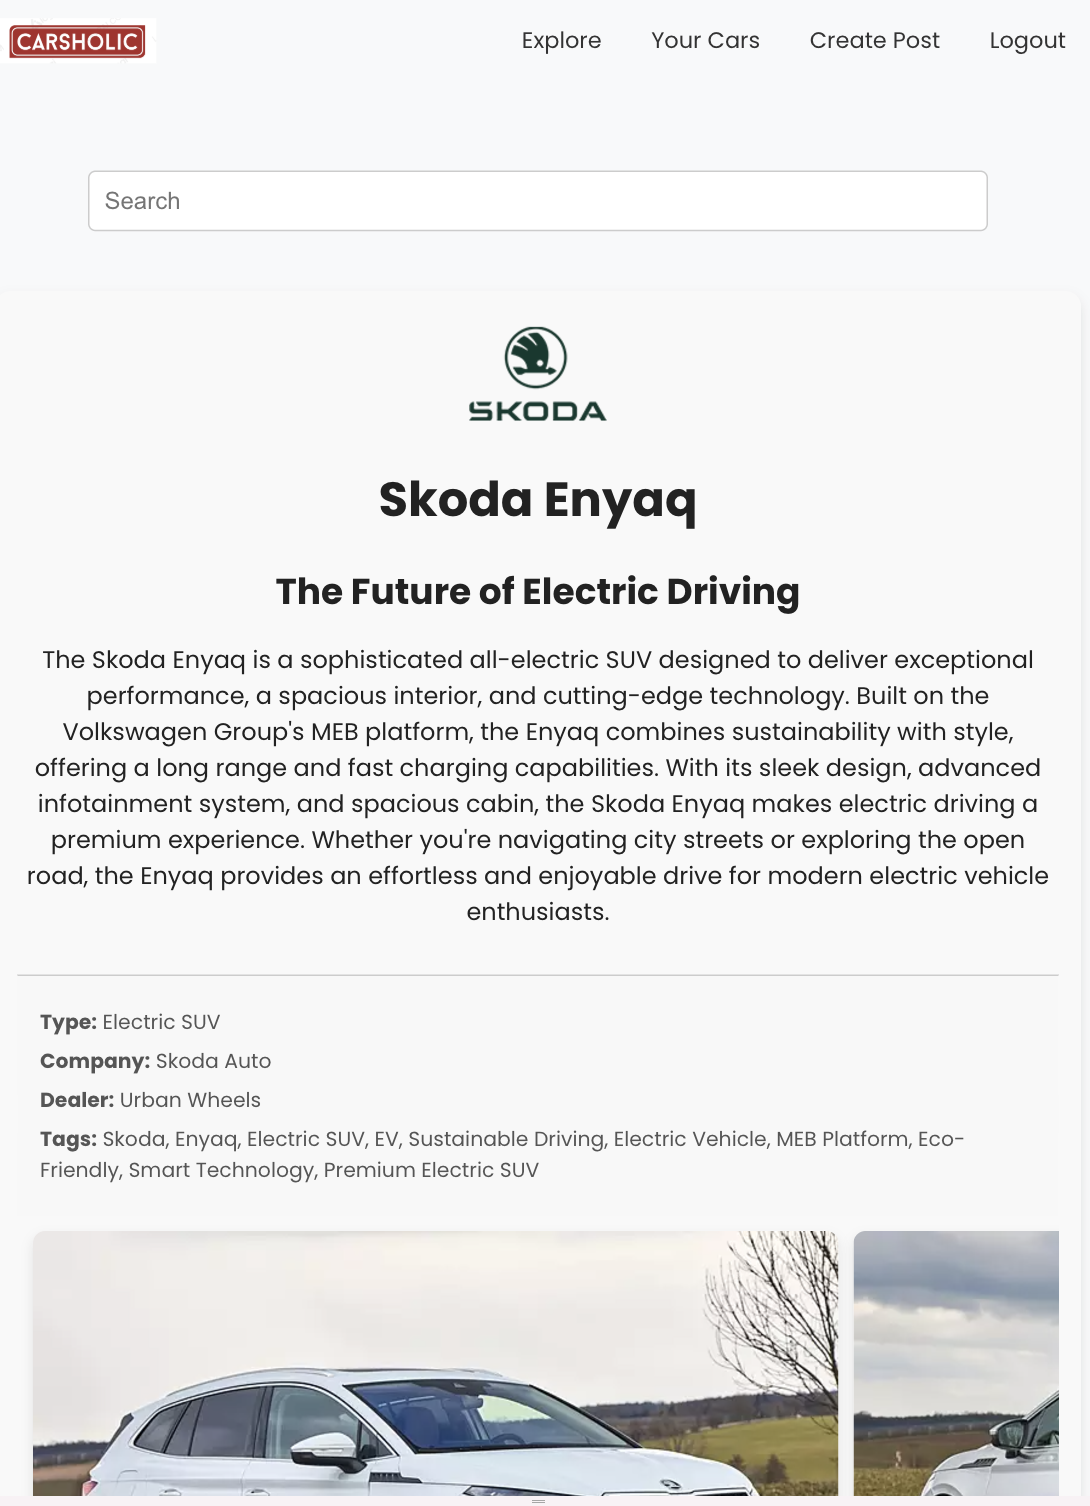 CARSHOLIC
Explore
Your Cars
Create Post
Logout
Search
SKODA
Skoda Enyaq
The Future of Electric Driving
The Skoda Enyaq is a sophisticated all-electric SUV designed to deliver exceptional
performance, a spacious interior, and cutting-edge technology. Built on the
Volkswagen Group's MEB platform, the Enyaq combines sustainability with style,
offering a long range and fast charging capabilities. With its sleek design, advanced
infotainment system, and spacious cabin, the Skoda Enyaq makes electric driving a
premium experience. Whether you're navigating city streets or exploring the open
road, the Enyaq provides an effortless and enjoyable drive for modern electric vehicle
enthusiasts.
Type: Electric SUV
Company: Skoda Auto
Dealer: Urban Wheels
Tags: Skoda, Enyaq, Electric SUV, EV, Sustainable Driving, Electric Vehicle, MEB Platform, Eco-
Friendly, Smart Technology, Premium Electric SUV